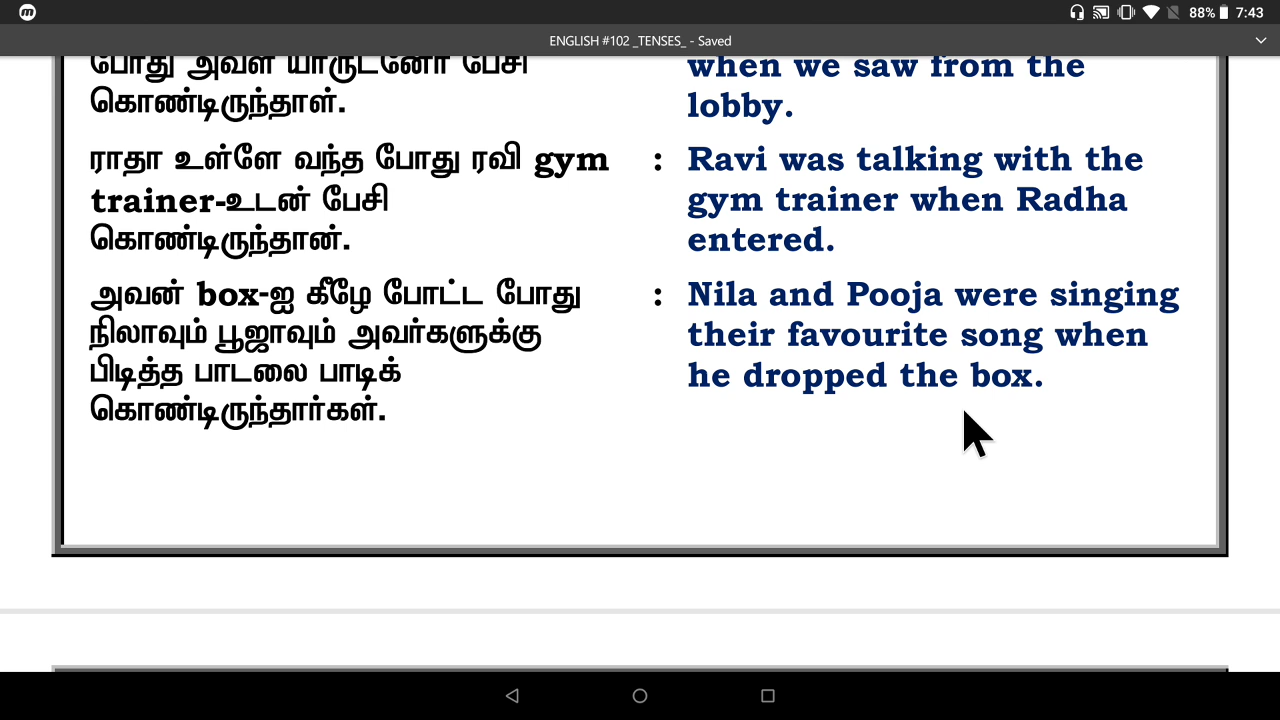 88% 7:43
ENGLISH #102 _TENSES_ - Saved
போது அவள் யாருடனோ பேசி
கொண்டிருந்தாள்.
when we saw from the
lobby.
ராதா உள்ளே வந்த போது ரவி gym
trainer-உடன் பேசி
கொண்டிருந்தான்.
: Ravi was talking with the
gym trainer when Radha
entered.
அவன் box-ஐ கீழே போட்ட போது
நிலாவும் பூஜாவும் அவர்களுக்கு
பிடித்த பாடலை பாடிக்
கொண்டிருந்தார்கள்.
: Nila and Pooja were singing
their favourite song when
he dropped the box.